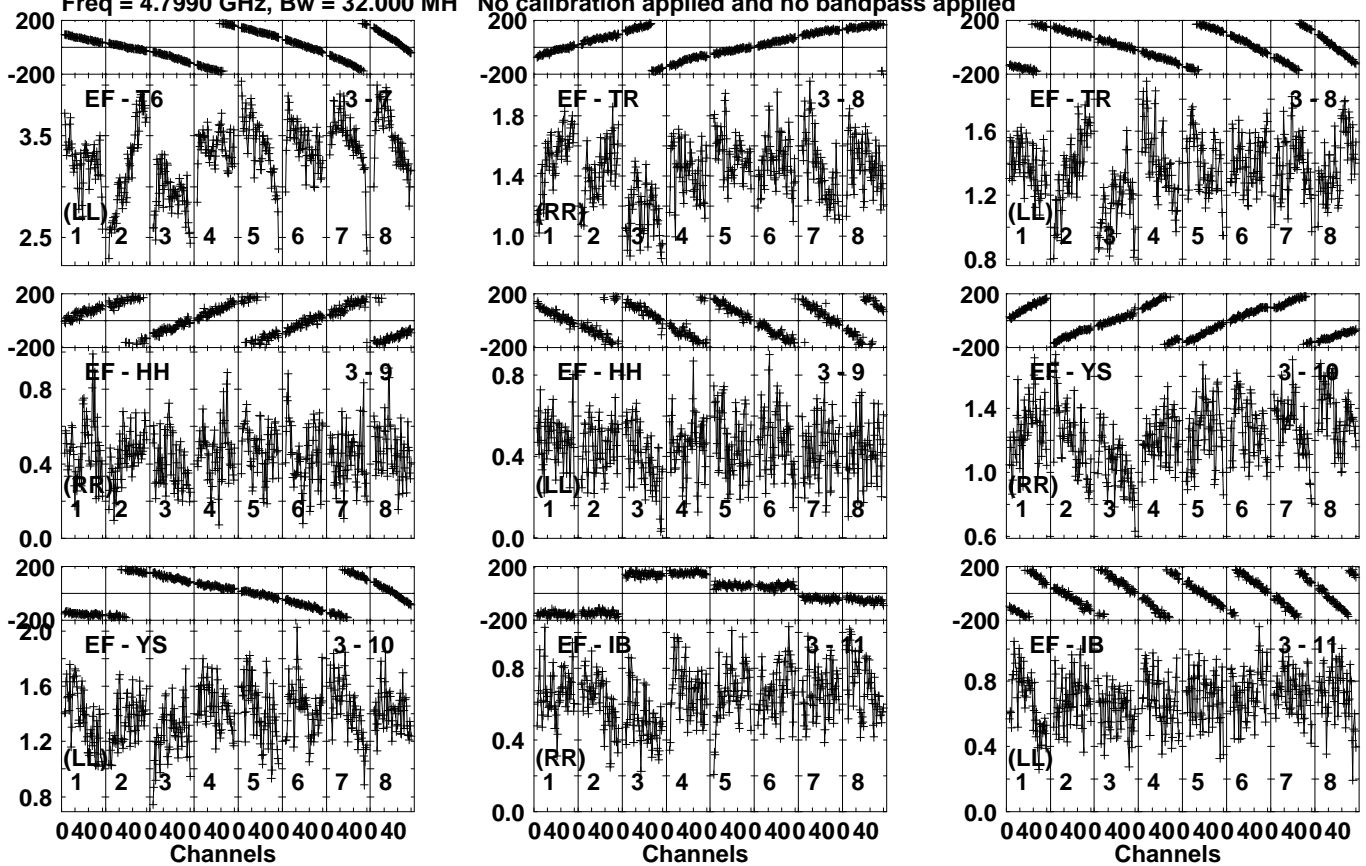 Freq = 4.7990 GHz, Bw = 32.000 MH No calibration applied and no bandpass applied
200
-200
EF - T6 3 - 7
3.5
2.5
(LL)
1 2 3 4 5 6 7 8
200
-200
EF - TR 3 - 8
1.8
1.4
1.0
(RR)
1 2 3 4 5 6 7 8
200
-200
EF - TR 3 - 8
1.6
1.2
0.8
(LL)
1 2 3 4 5 6 7 8
200
-200
EF - HH 3 - 9
0.8
0.4
0.0
(RR)
1 2 3 4 5 6 7 8
200
-200
EF - HH 3 - 9
0.8
0.4
0.0
(LL)
1 2 3 4 5 6 7 8
200
-200
EF - YS 3 - 10
1.4
1.0
0.6
(RR)
1 2 3 4 5 6 7 8
200
-200
EF - YS 3 - 10
2.0
1.6
1.2
0.8
(LL)
1 2 3 4 5 6 7 8
0 40 0 40 0 40 0 40 0 40 0 40 0 40 0 40
Channels
200
-200
EF - IB 3 - 11
0.8
0.4
0.0
(RR)
1 2 3 4 5 6 7 8
0 40 0 40 0 40 0 40 0 40 0 40 0 40 0 40
Channels
200
-200
EF - IB 3 - 11
0.8
0.4
0.0
(LL)
1 2 3 4 5 6 7 8
0 40 0 40 0 40 0 40 0 40 0 40 0 40 0 40
Channels